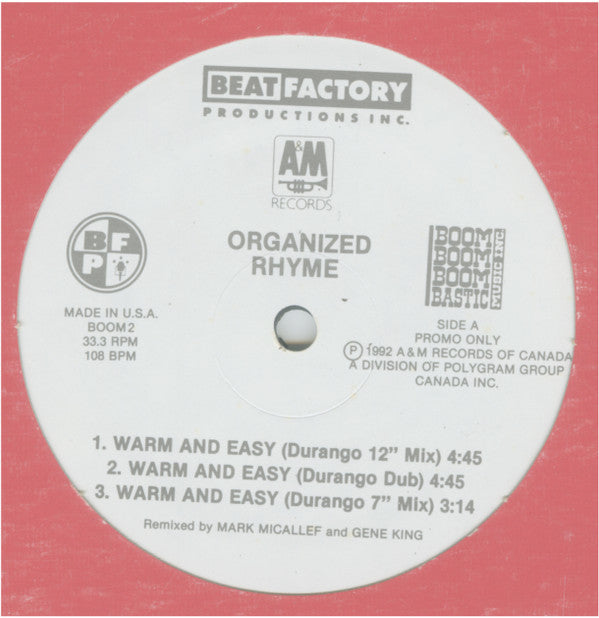 BEAT FACTORY
PRODUCTIONS INC.
A&M
RECORDS
ORGANIZED
RHYME
BFP
MADE IN U.S.A.
BOOM 2
33.3 RPM
108 BPM
BOOM
BOOM
BOOM
BASTIC
MUSIC INC
SIDE A
PROMO ONLY
Ⓟ 1992 A & M RECORDS OF CANADA
A DIVISION OF POLYGRAM GROUP
CANADA INC.
1. WARM AND EASY (Durango 12” Mix) 4:45
2. WARM AND EASY (Durango Dub) 4:45
3. WARM AND EASY (Durango 7” Mix) 3:14
Remixed by MARK MICALLEF and GENE KING